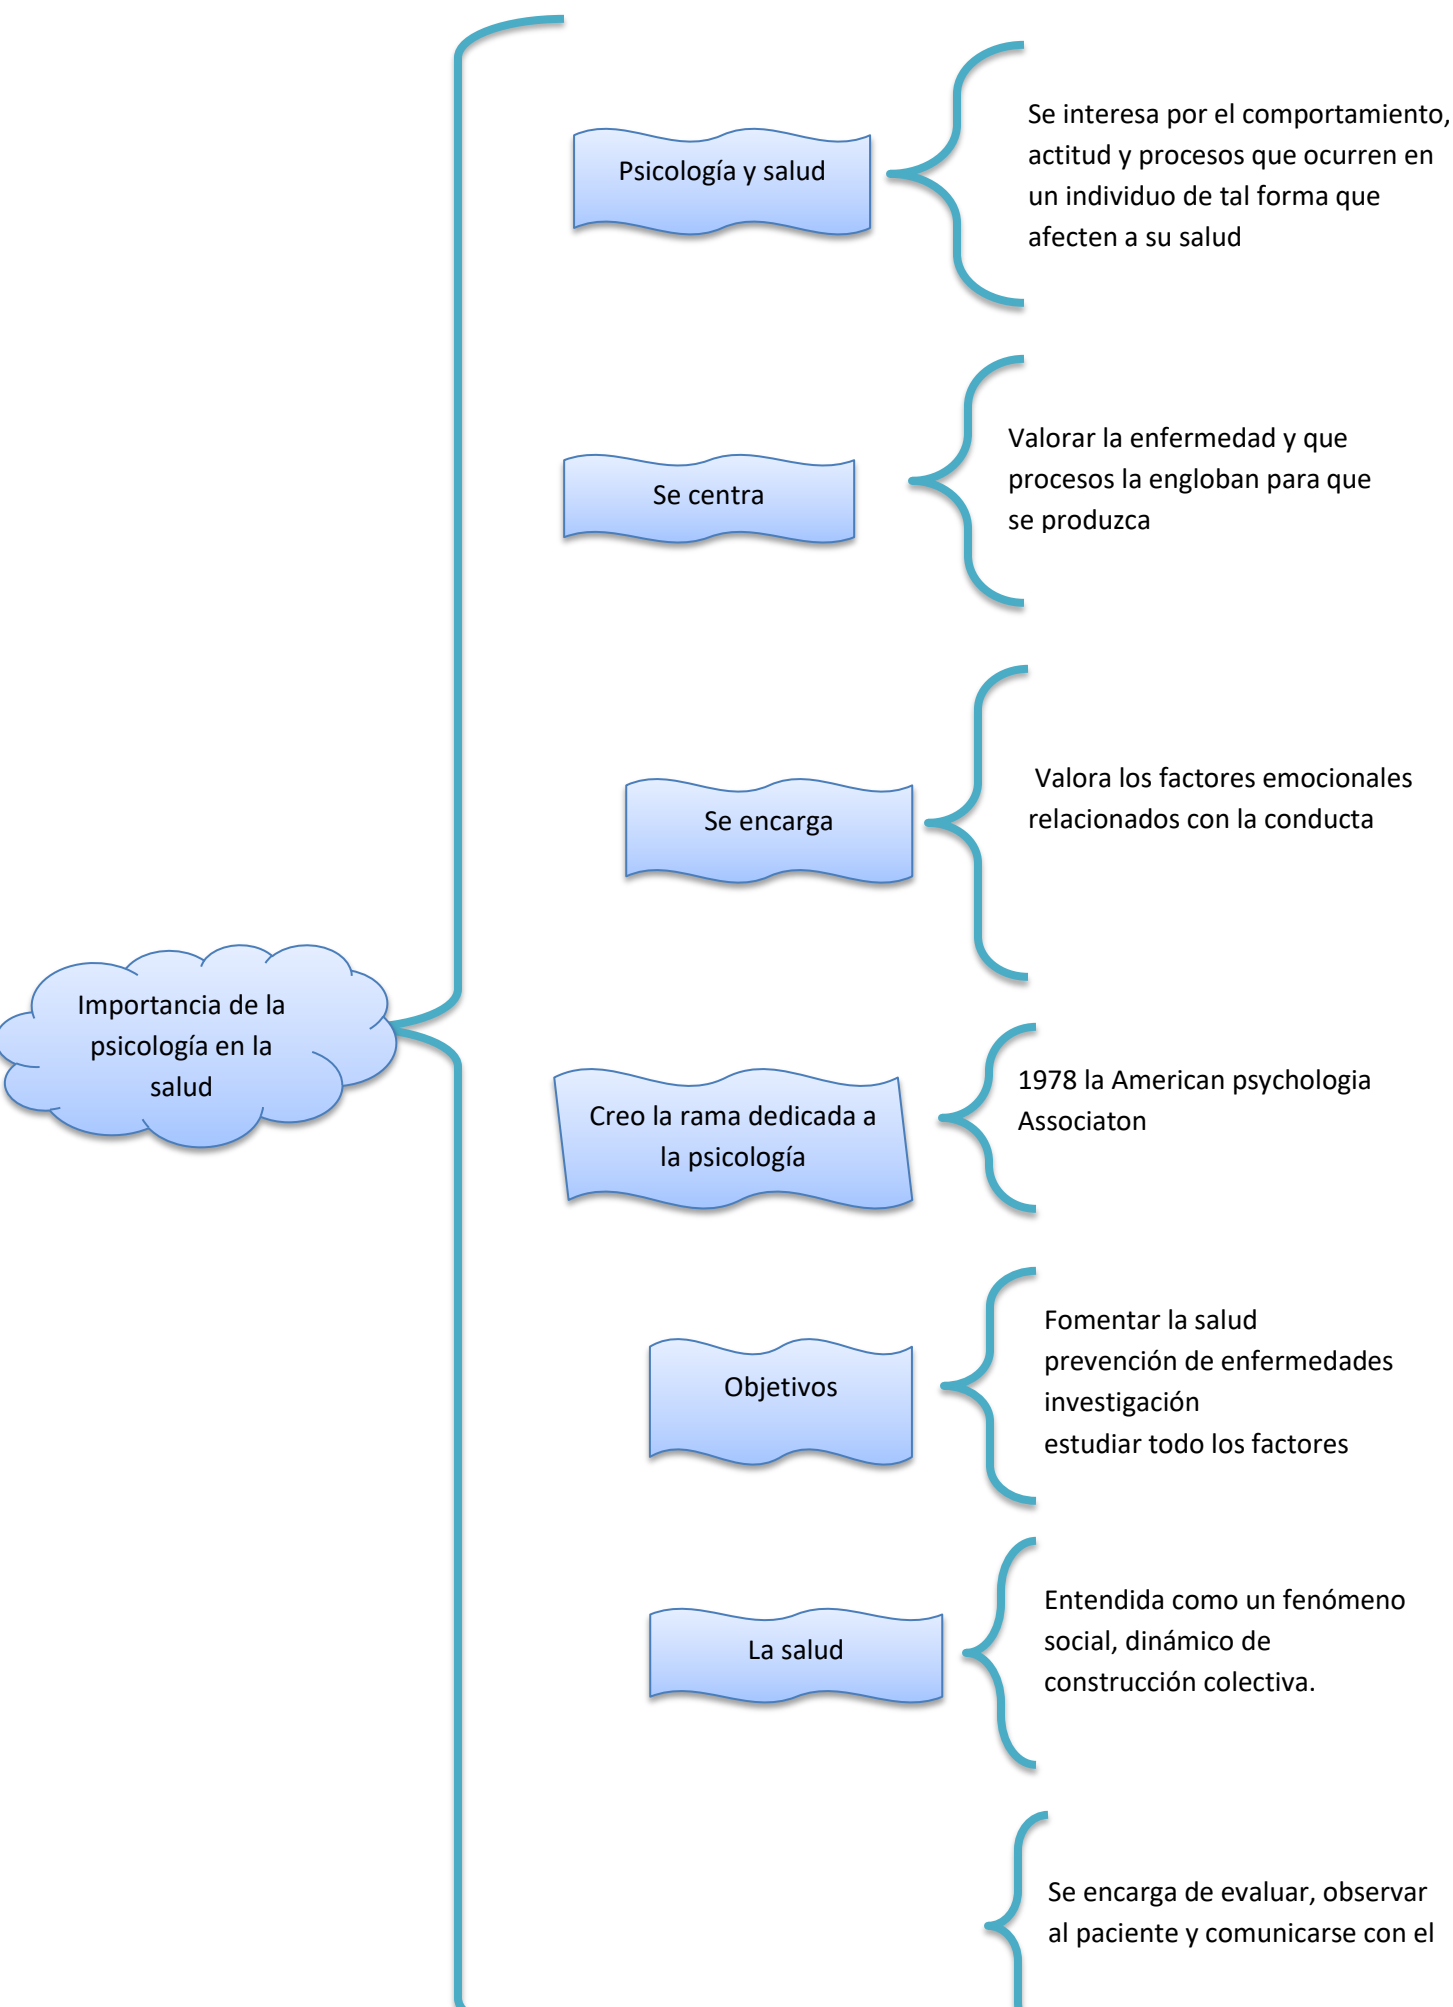 Importancia de la
psicología en la
salud
Psicología y salud
Se interesa por el comportamiento,
actitud y procesos que ocurren en
un individuo de tal forma que
afecten a su salud
Se centra
Valorar la enfermedad y que
procesos la engloban para que
se produzca
Se encarga
Valora los factores emocionales
relacionados con la conducta
Creo la rama dedicada a
la psicología
1978 la American psychologia
Associaton
Objetivos
Fomentar la salud
prevención de enfermedades
investigación
estudiar todo los factores
La salud
Entendida como un fenómeno
social, dinámico de
construcción colectiva.
Se encarga de evaluar, observar
al paciente y comunicarse con el